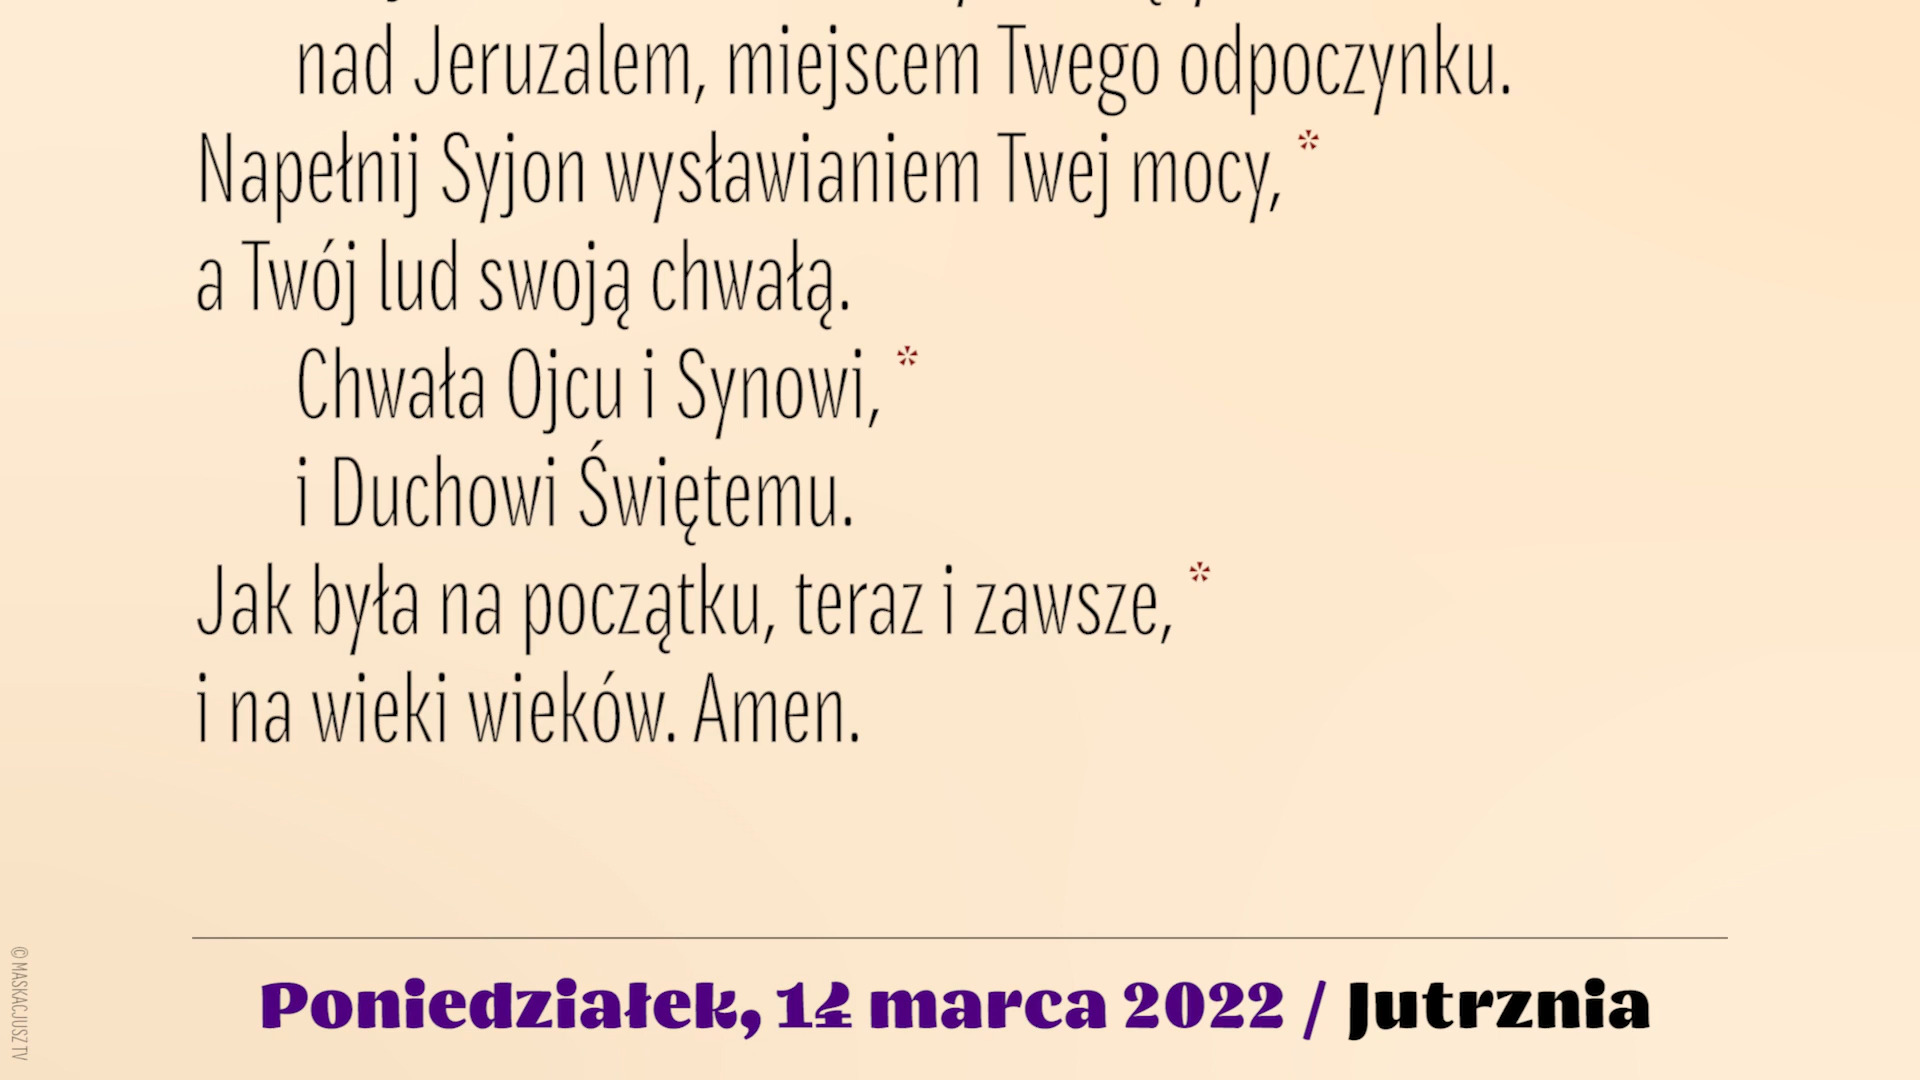 nad Jeruzalem, miejscem Twego odpoczynku.
Napełnij Syjon wysławianiem Twej mocy, *
a Twój lud swoją chwałą.
Chwała Ojcu i Synowi, *
i Duchowi Świętemu.
Jak była na początku, teraz i zawsze, *
i na wieki wieków. Amen.
Poniedziałek, 14 marca 2022 / Jutrznia
© MASKACJUSZ TV